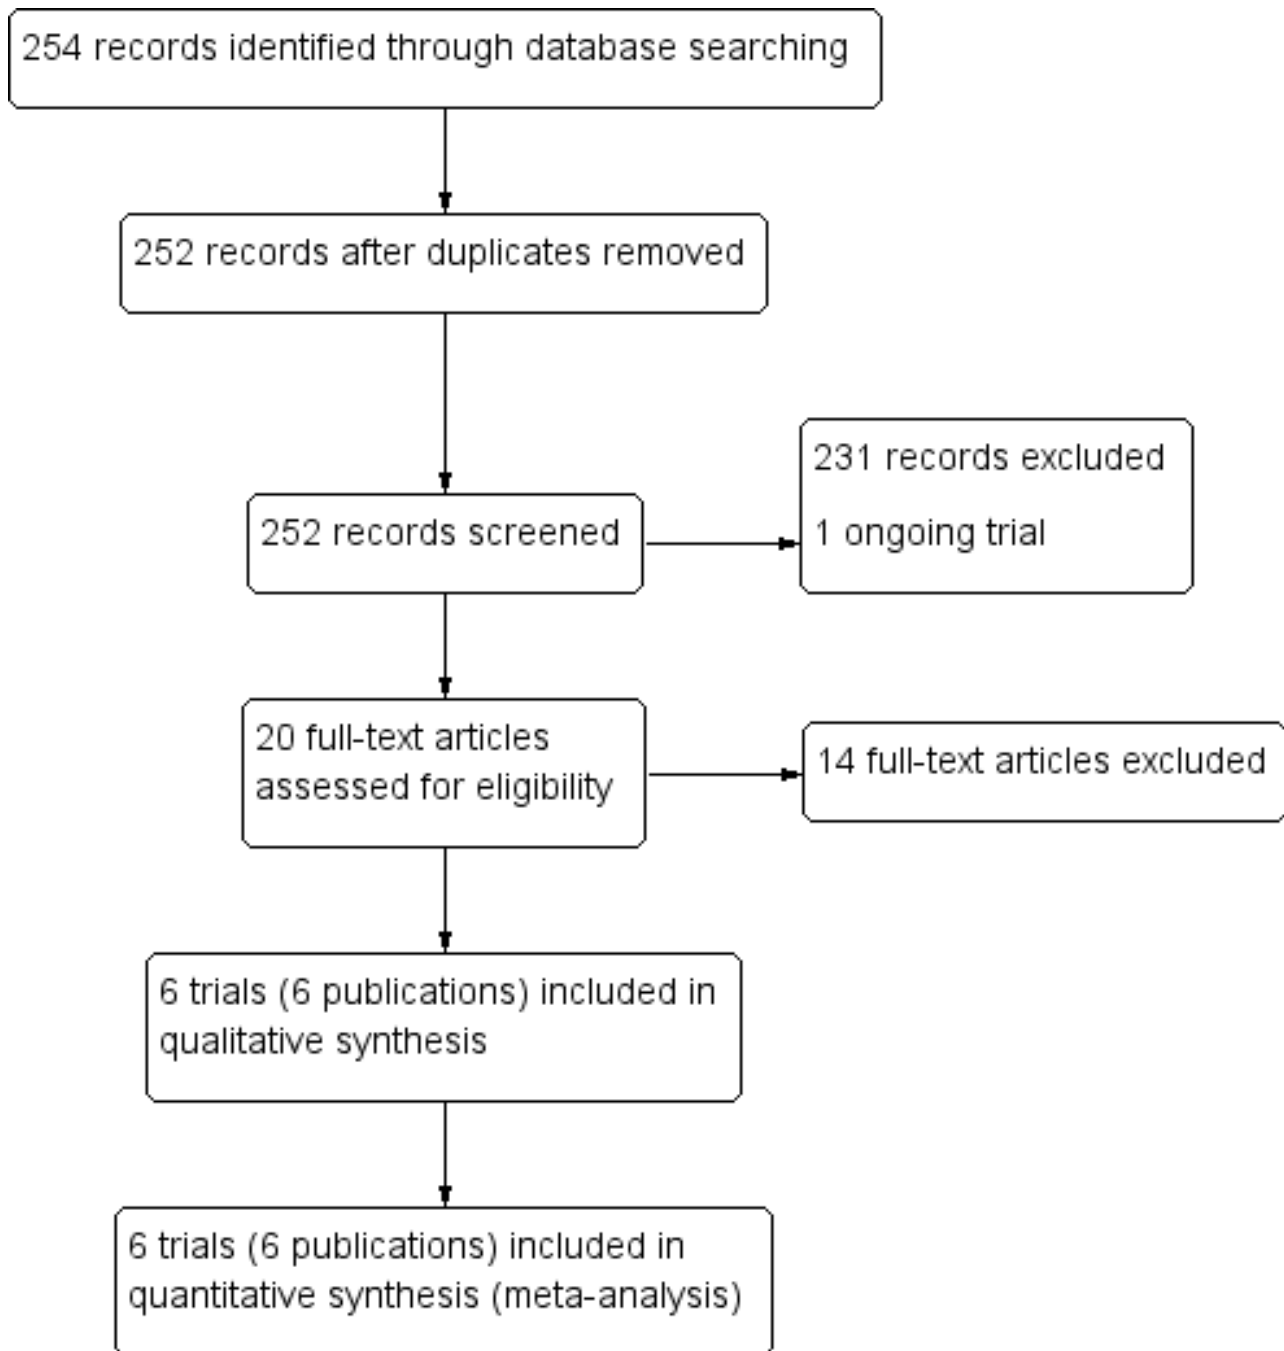 254 records identified through database searching
252 records after duplicates removed
252 records screened
231 records excluded
1 ongoing trial
20 full-text articles
assessed for eligibility
14 full-text articles excluded
6 trials (6 publications) included in
qualitative synthesis
6 trials (6 publications) included in
quantitative synthesis (meta-analysis)